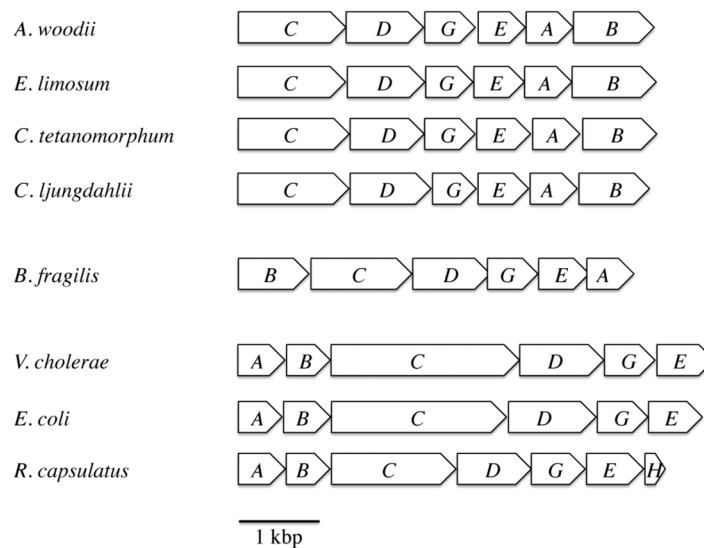 A. woodii C D G E A B
E. limosum C D G E A B
C. tetanomorphum C D G E A B
C. ljungdahlii C D G E A B
B. fragilis B C D G E A
V. cholerae A B C D G E
E. coli A B C D G E
R. capsulatus A B C D G E H
1 kbp